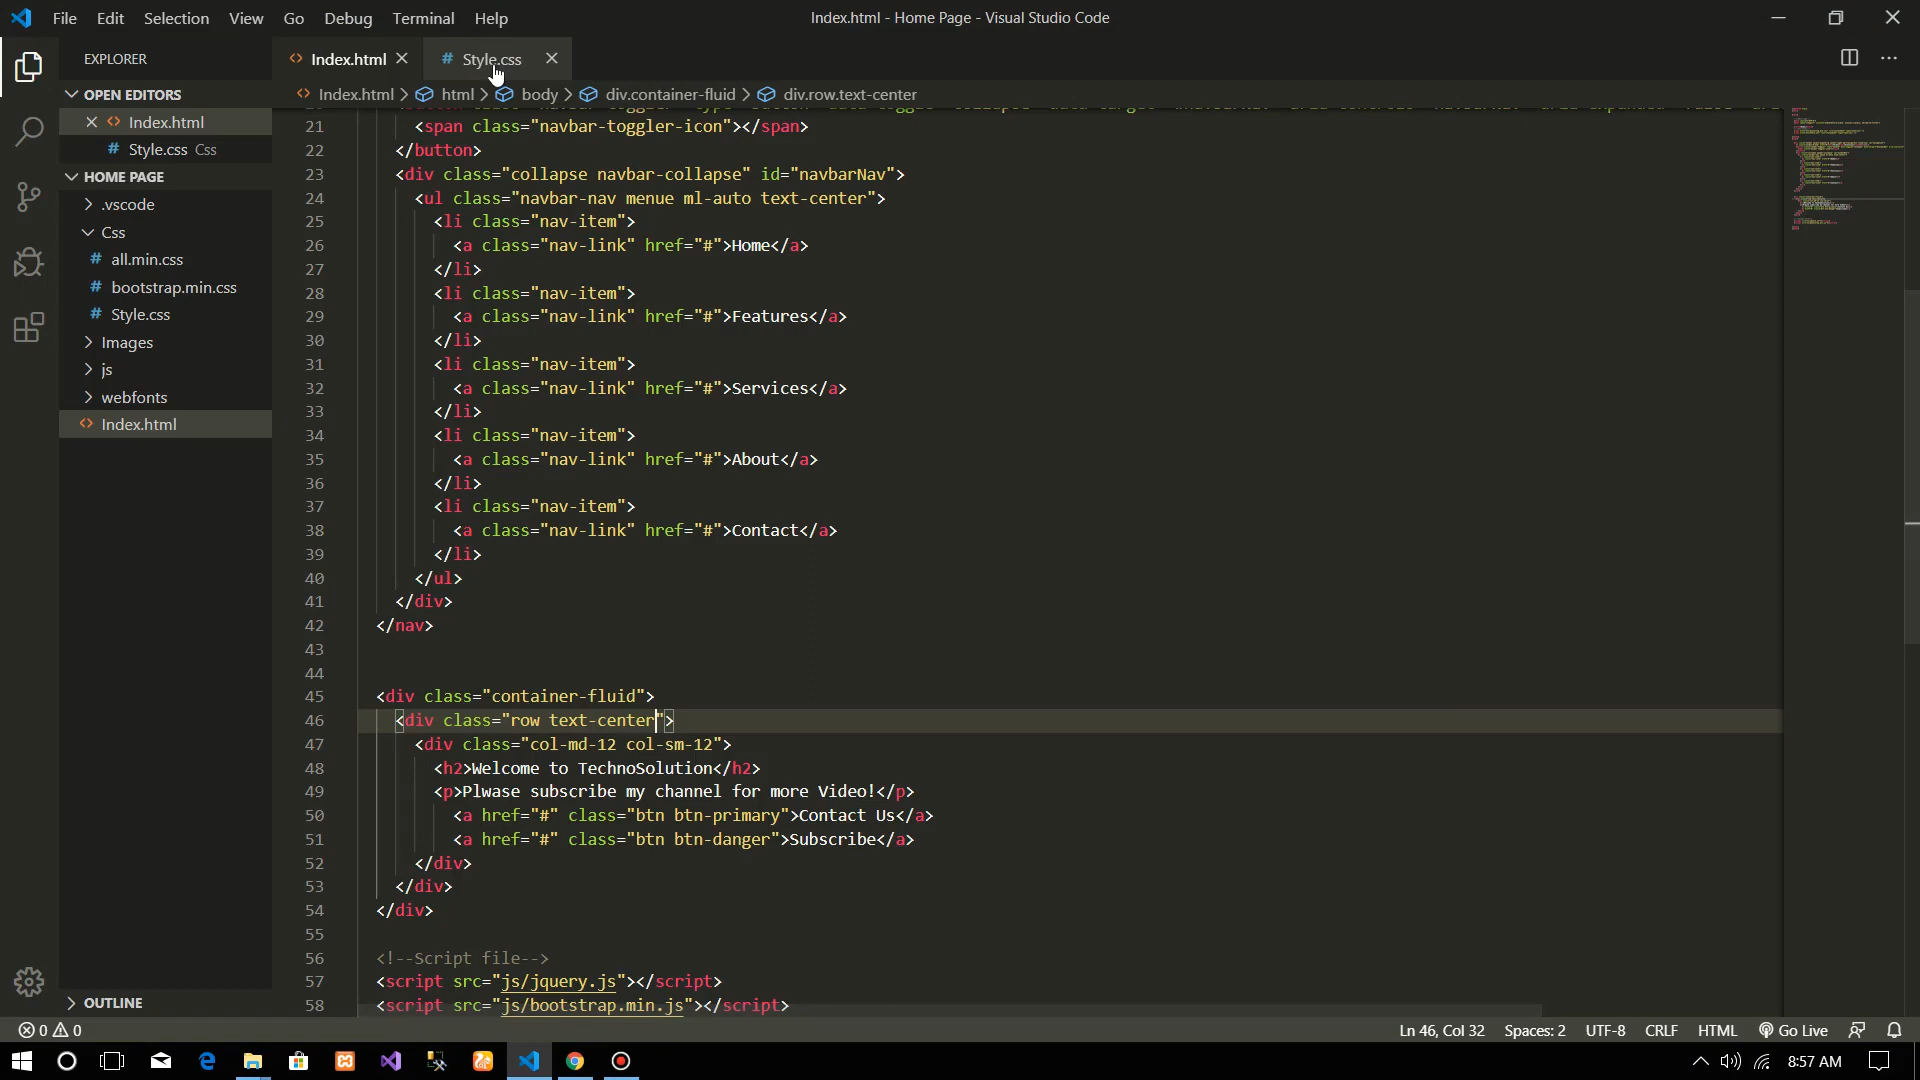 File Edit Selection View Go Debug Terminal Help
Index.html - Home Page - Visual Studio Code
EXPLORER
Index.html
Style.css
OPEN EDITORS
Index.html > html > body > div.container-fluid > div.row.text-center
Index.html
Style.css Css
HOME PAGE
.vscode
Css
all.min.css
bootstrap.min.css
Style.css
Images
js
webfonts
Index.html
OUTLINE
21 <span class="navbar-toggler-icon"></span>
22 </button>
23 <div class="collapse navbar-collapse" id="navbarNav">
24 <ul class="navbar-nav menue ml-auto text-center">
25 <li class="nav-item">
26 <a class="nav-link" href="#">Home</a>
27 </li>
28 <li class="nav-item">
29 <a class="nav-link" href="#">Features</a>
30 </li>
31 <li class="nav-item">
32 <a class="nav-link" href="#">Services</a>
33 </li>
34 <li class="nav-item">
35 <a class="nav-link" href="#">About</a>
36 </li>
37 <li class="nav-item">
38 <a class="nav-link" href="#">Contact</a>
39 </li>
40 </ul>
41 </div>
42 </nav>
43
44
45 <div class="container-fluid">
46 <div class="row text-center">
47 <div class="col-md-12 col-sm-12">
48 <h2>Welcome to TechnoSolution</h2>
49 <p>Plwase subscribe my channel for more Video!</p>
50 <a href="#" class="btn btn-primary">Contact Us</a>
51 <a href="#" class="btn btn-danger">Subscribe</a>
52 </div>
53 </div>
54 </div>
55
56 <!--Script file-->
57 <script src="js/jquery.js"></script>
58 <script src="js/bootstrap.min.js"></script>
0 0
Ln 46, Col 32 Spaces: 2 UTF-8 CRLF HTML Go Live
8:57 AM